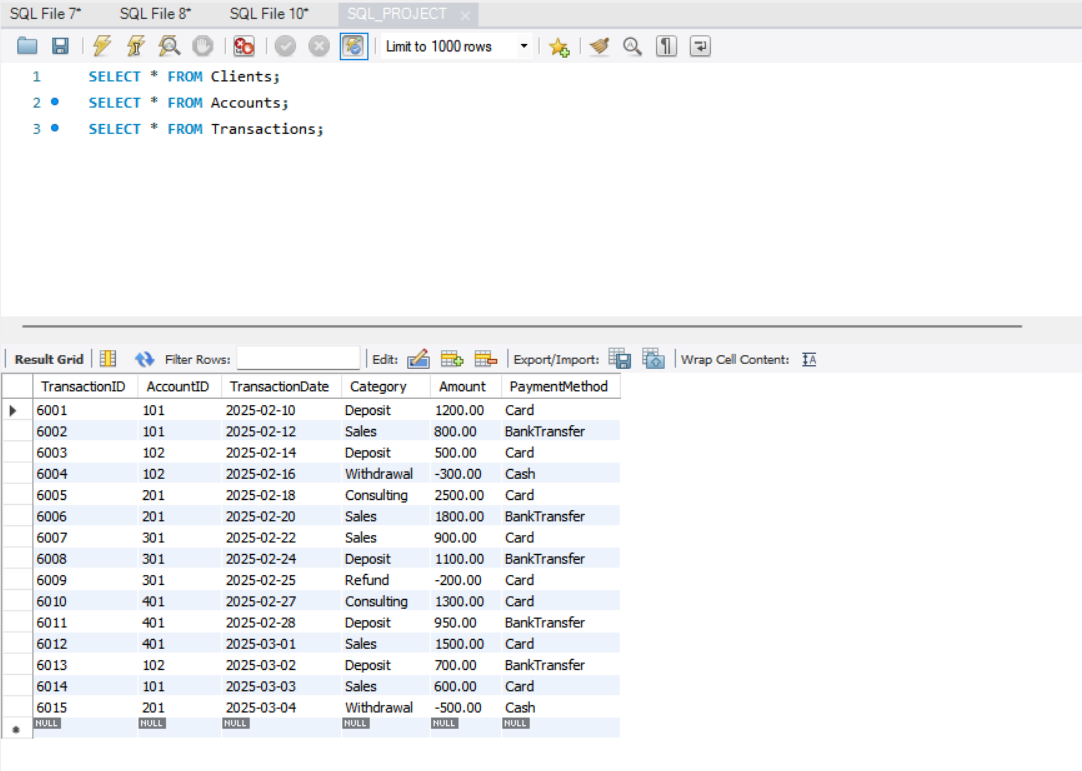 SQL File 7* SQL File 8* SQL File 10* SQL_PROJECT
Limit to 1000 rows
1 SELECT * FROM Clients;
2 SELECT * FROM Accounts;
3 SELECT * FROM Transactions;
Result Grid Filter Rows: Edit: Export/Import: Wrap Cell Content: IA
TransactionID AccountID TransactionDate Category Amount PaymentMethod
6001 101 2025-02-10 Deposit 1200.00 Card
6002 101 2025-02-12 Sales 800.00 BankTransfer
6003 102 2025-02-14 Deposit 500.00 Card
6004 102 2025-02-16 Withdrawal -300.00 Cash
6005 201 2025-02-18 Consulting 2500.00 Card
6006 201 2025-02-20 Sales 1800.00 BankTransfer
6007 301 2025-02-22 Sales 900.00 Card
6008 301 2025-02-24 Deposit 1100.00 BankTransfer
6009 301 2025-02-25 Refund -200.00 Card
6010 401 2025-02-27 Consulting 1300.00 Card
6011 401 2025-02-28 Deposit 950.00 BankTransfer
6012 401 2025-03-01 Sales 1500.00 Card
6013 102 2025-03-02 Deposit 700.00 BankTransfer
6014 101 2025-03-03 Sales 600.00 Card
6015 201 2025-03-04 Withdrawal -500.00 Cash
NULL NULL NULL NULL NULL NULL